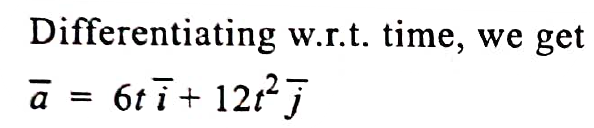 Differentiating w.r.t. time, we get
a̅ = 6t i̅ + 12t² j̅